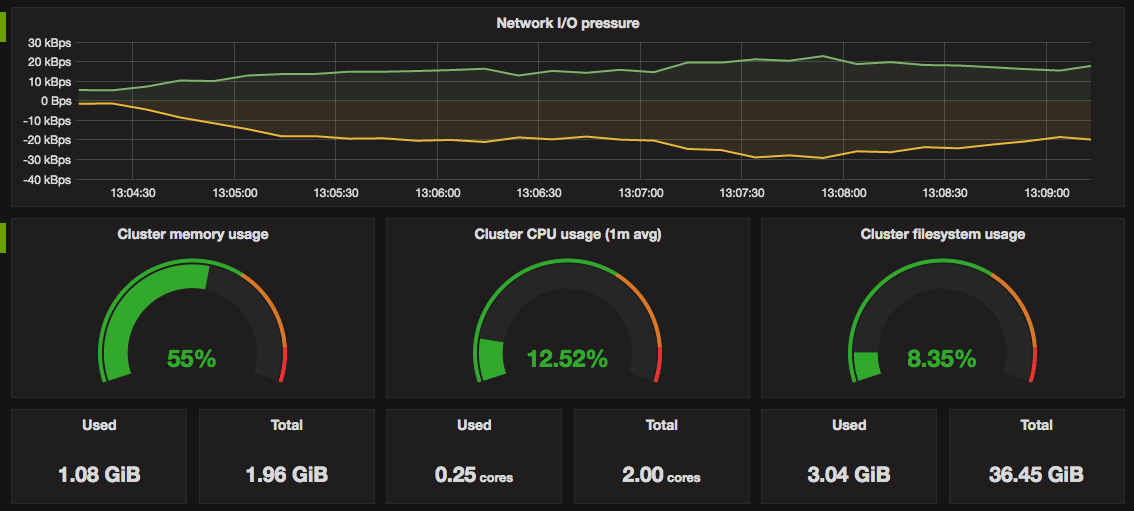 Network I/O pressure
30 kBps
20 kBps
10 kBps
0 Bps
-10 kBps
-20 kBps
-30 kBps
-40 kBps
13:04:30 13:05:00 13:05:30 13:06:00 13:06:30 13:07:00 13:07:30 13:08:00 13:08:30 13:09:00
Cluster memory usage Cluster CPU usage (1m avg) Cluster filesystem usage
55% 12.52% 8.35%
Used Total Used Total Used Total
1.08 GiB 1.96 GiB 0.25 cores 2.00 cores 3.04 GiB 36.45 GiB